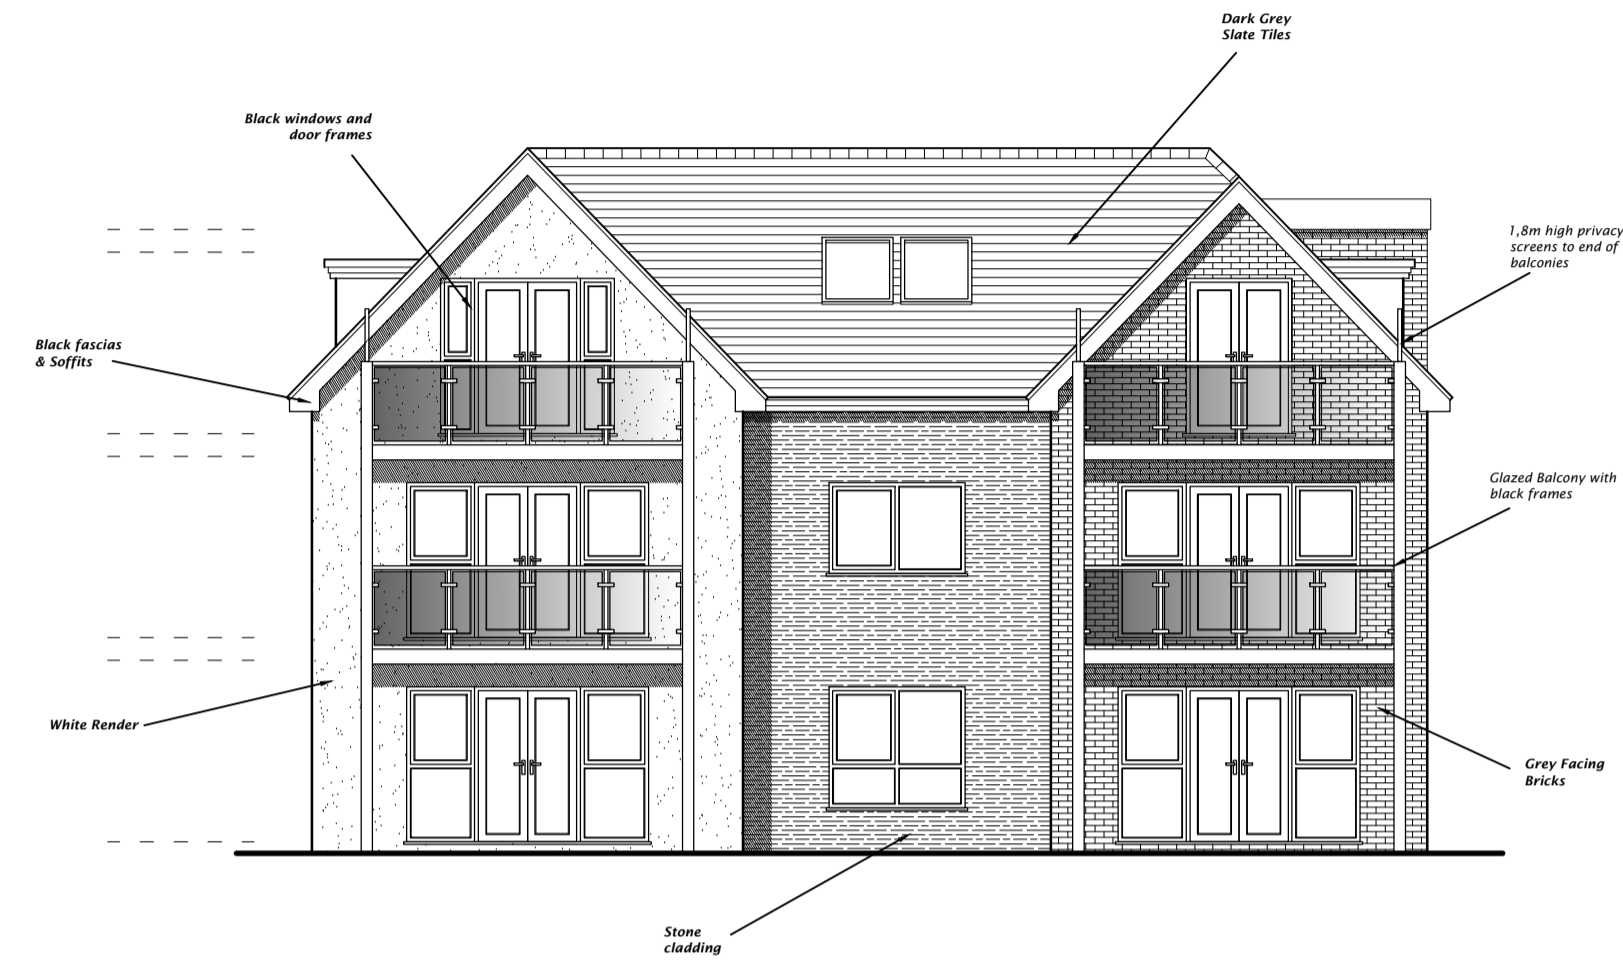 Dark Grey
Slate Tiles
Black windows and
door frames
1,8m high privacy
screens to end of
balconies
Black fascias
& Soffits
Glazed Balcony with
black frames
White Render
Grey Facing
Bricks
Stone
cladding